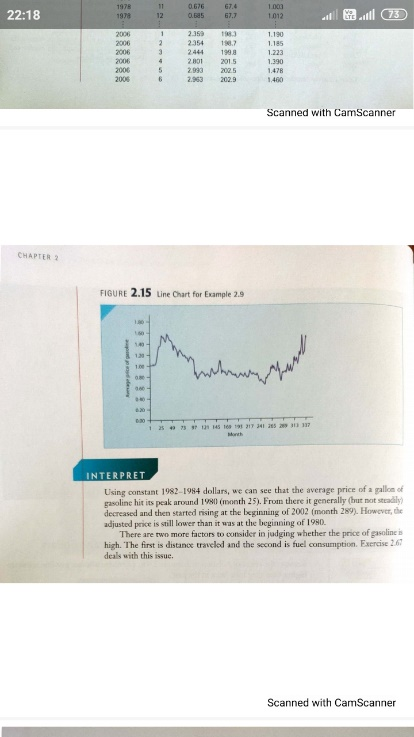 22:18
73
1978 11 0.676 67.4 1.003
1978 12 0.685 67.7 1.012
2006 1 2.359 198.3 1.190
2006 2 2.354 198.7 1.185
2006 3 2.444 199.8 1.223
2006 4 2.801 201.5 1.390
2006 5 2.993 202.5 1.478
2006 6 2.963 202.9 1.460
Scanned with CamScanner
CHAPTER 2
FIGURE 2.15 Line Chart for Example 2.9
Average price of gasoline
1.80
1.60
1.40
1.20
1.00
0.80
0.60
0.40
0.20
0.00
1 25 49 73 97 121 145 169 193 217 241 265 289 313 337
Month
INTERPRET
Using constant 1982–1984 dollars, we can see that the average price of a gallon of
gasoline hit its peak around 1980 (month 25). From there it generally (but not steadily)
decreased and then started rising at the beginning of 2002 (month 289). However, the
adjusted price is still lower than it was at the beginning of 1980.
There are two more factors to consider in judging whether the price of gasoline is
high. The first is distance traveled and the second is fuel consumption. Exercise 2.67
deals with this issue.
Scanned with CamScanner